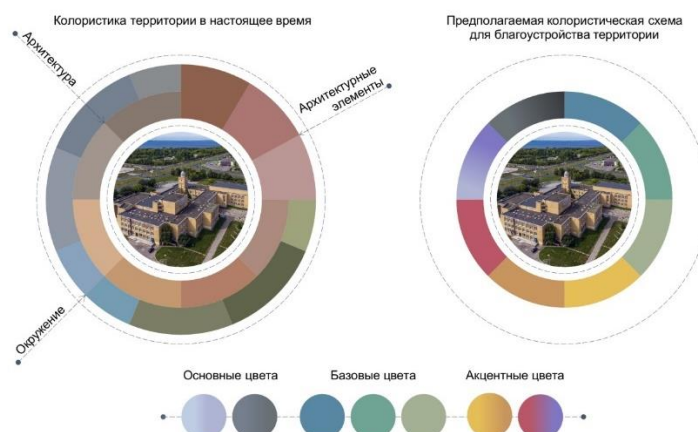 Колористика территории в настоящее время
Предполагаемая колористическая схема
для благоустройства территории
Архитектура
Архитектурные
элементы
Окружение
Основные цвета
Базовые цвета
Акцентные цвета